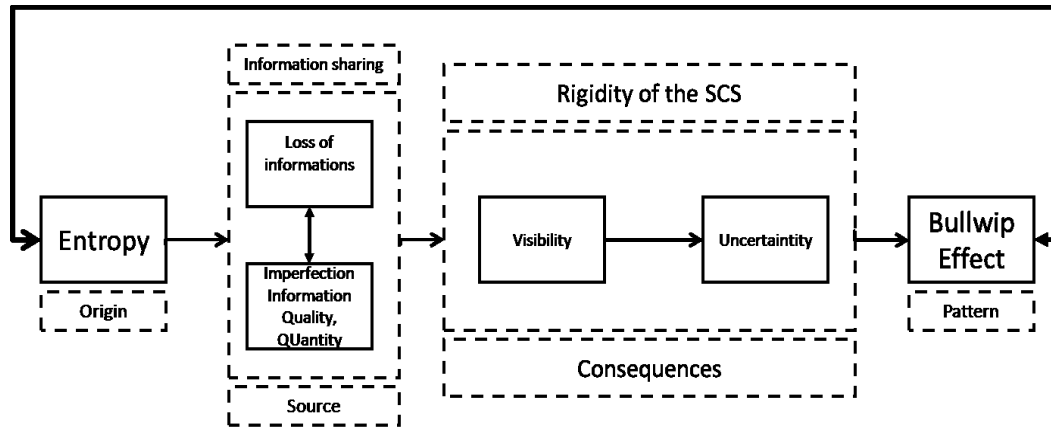 Information sharing
Rigidity of the SCS
Loss of
informations
Entropy
Visibility
Uncertaintity
Bullwip
Effect
Imperfection
Information
Quality,
QUantity
Origin
Pattern
Consequences
Source